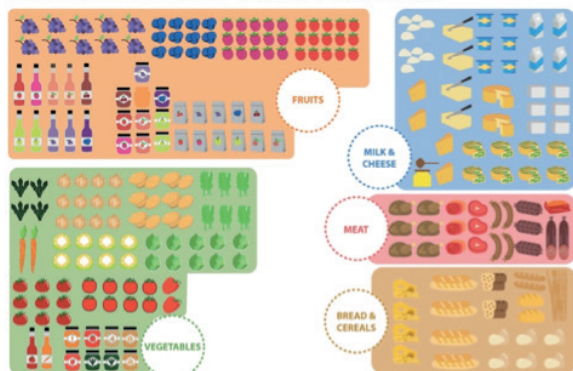 FRUITS
MILK &
CHEESE
MEAT
BREAD &
CEREALS
VEGETABLES